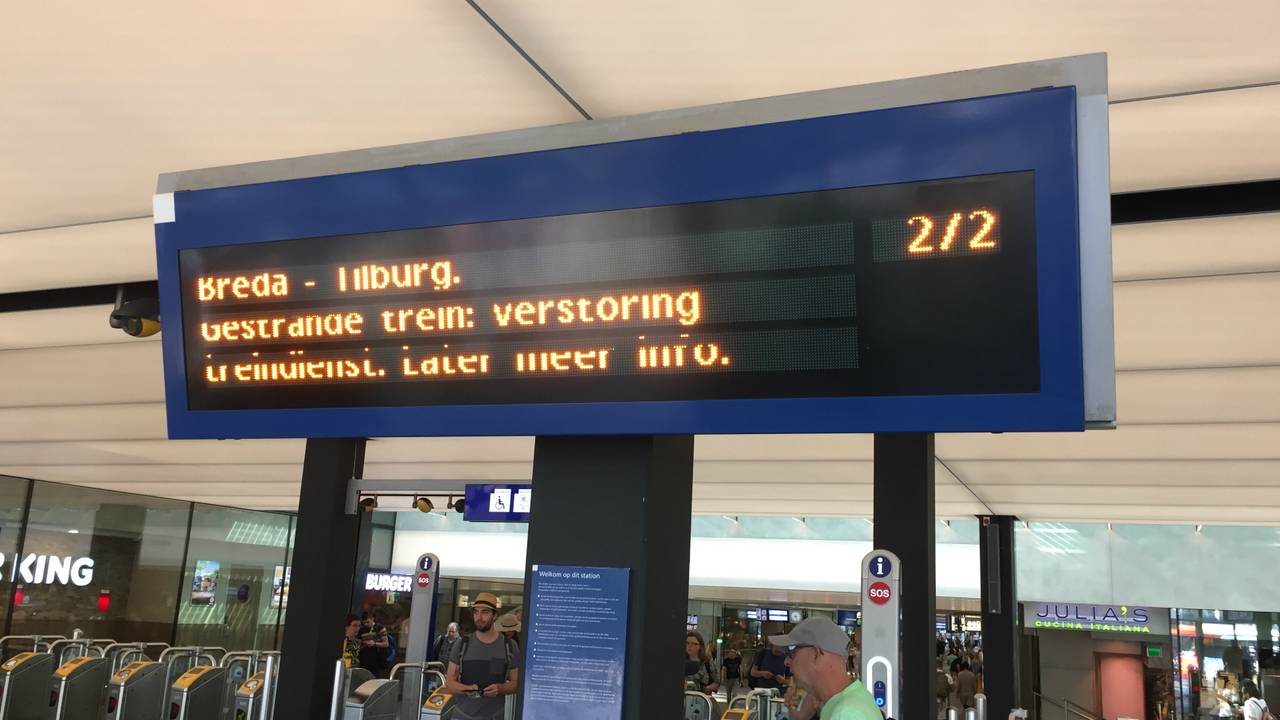 2/2
Breda - Tilburg.
Gestrande trein: verstoring
treindienst. Later meer info.
KING
BURGER
i
SOS
Welkom op dit station
i
SOS
JULIA'S
CUCINA ITALIANA